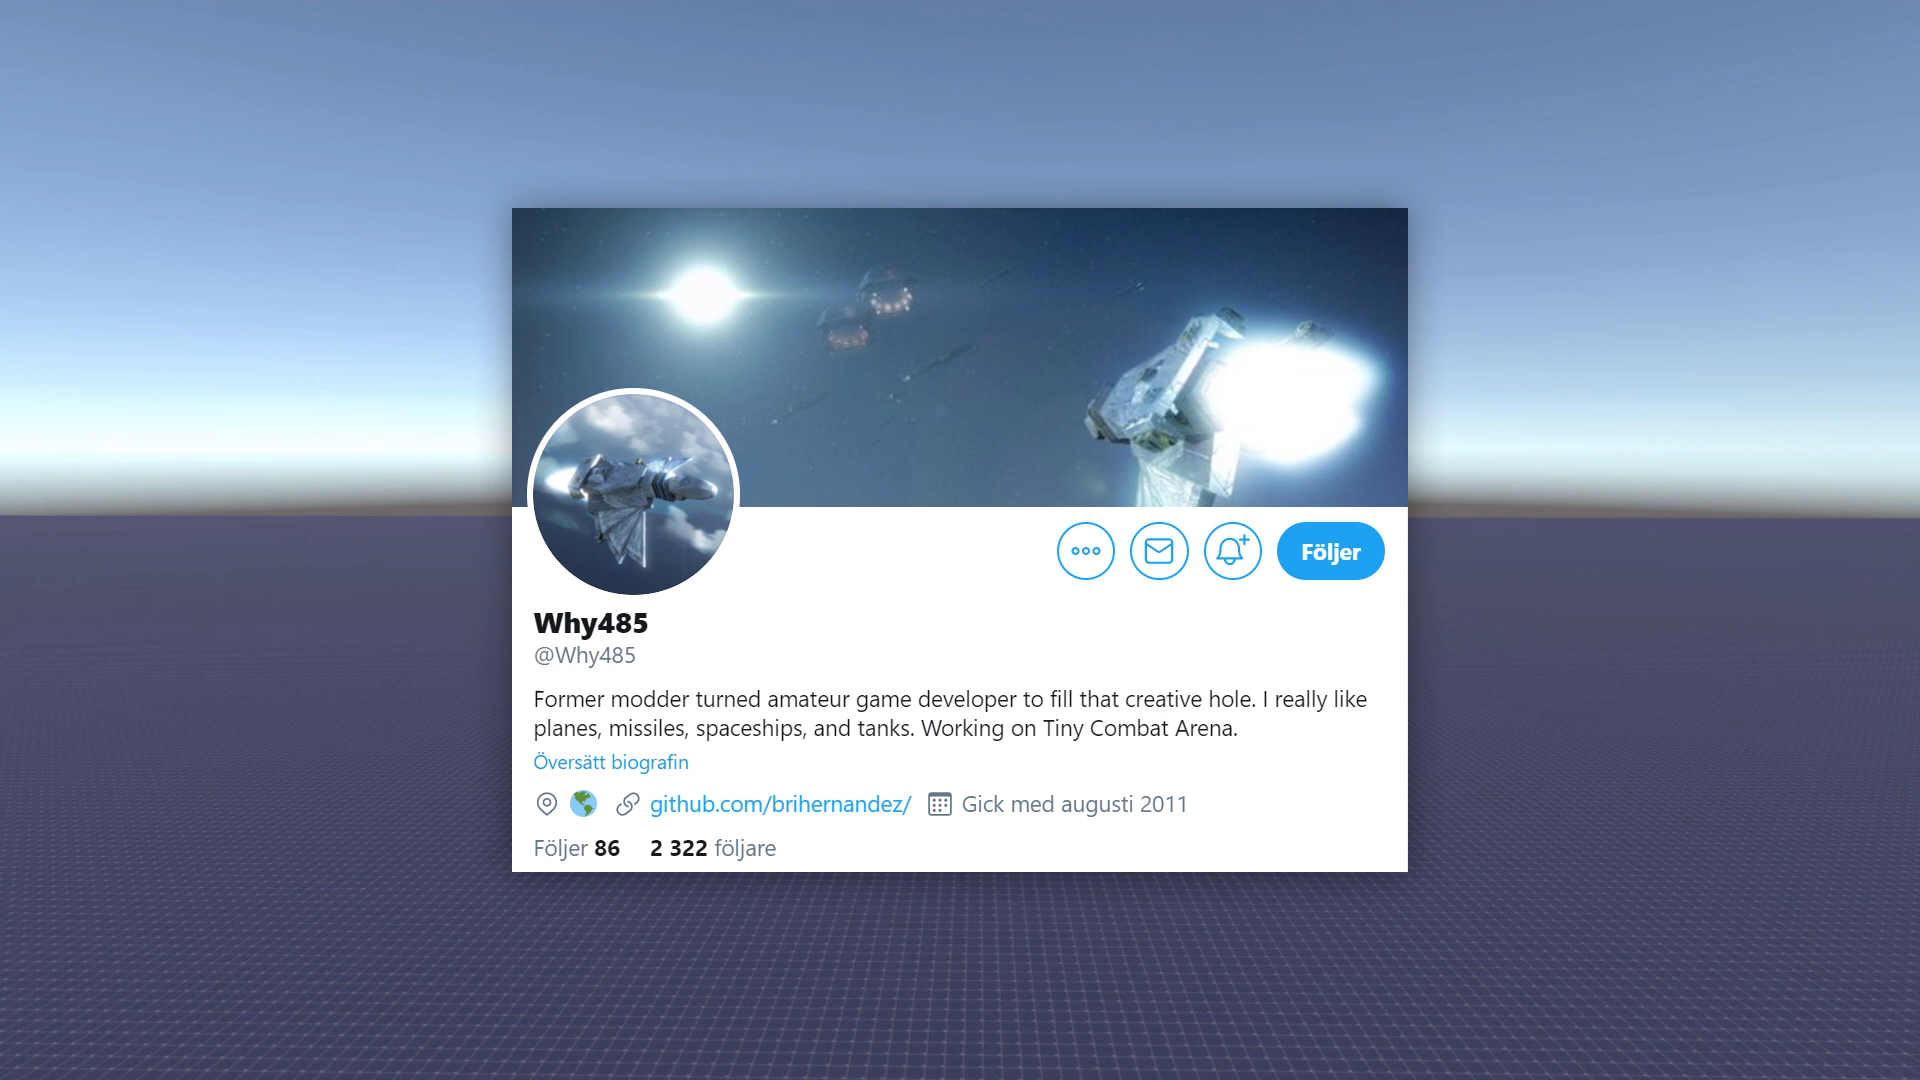 Följer
Why485
@Why485
Former modder turned amateur game developer to fill that creative hole. I really like
planes, missiles, spaceships, and tanks. Working on Tiny Combat Arena.
Översätt biografin
github.com/brihernandez/ Gick med augusti 2011
Följer 86 2 322 följare